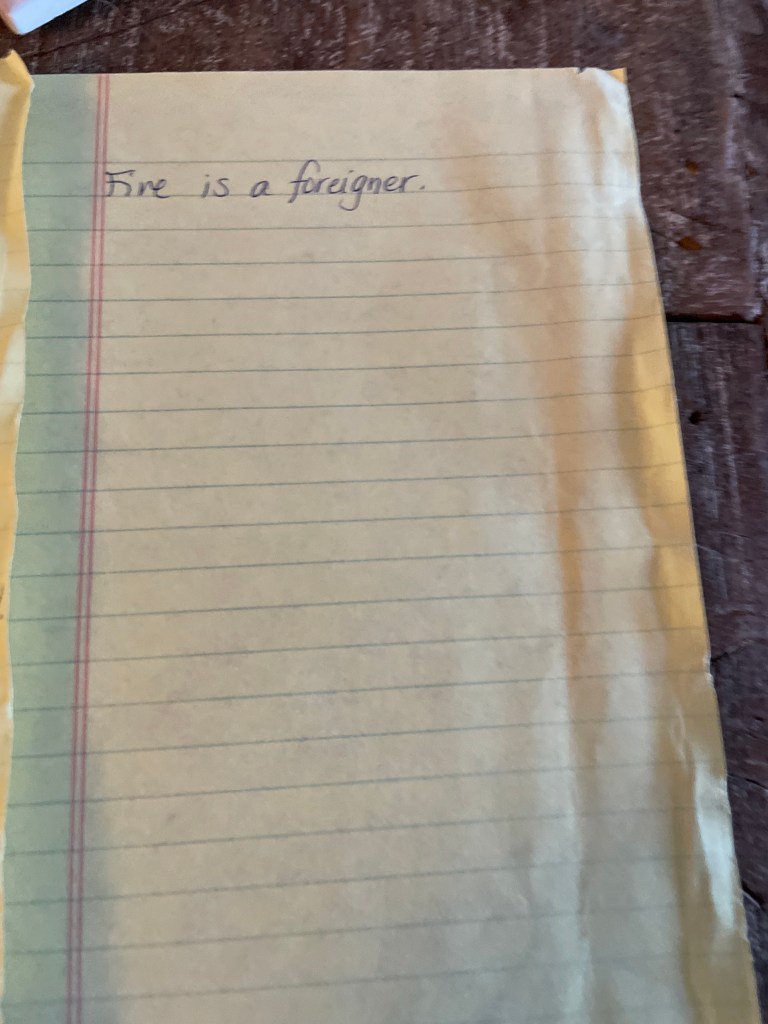 Fire is a foreigner.